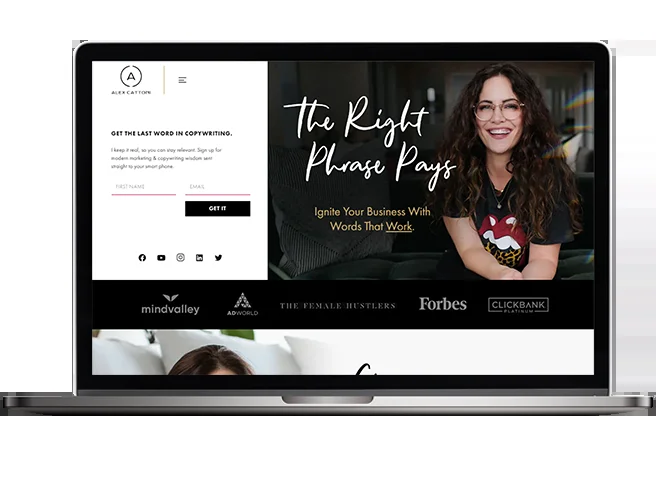 A
ALEX CATTONI
GET THE LAST WORD IN COPYWRITING.
I keep it real, so you can stay relevant. Sign up for
modern marketing & copywriting wisdom sent
straight to your smart phone.
FIRST NAME
EMAIL
GET IT
The Right
Phrase Pays
Ignite Your Business With
Words That Work.
mindvalley
ADWORLD
THE FEMALE HUSTLERS
Forbes
CLICKBANK
PLATINUM